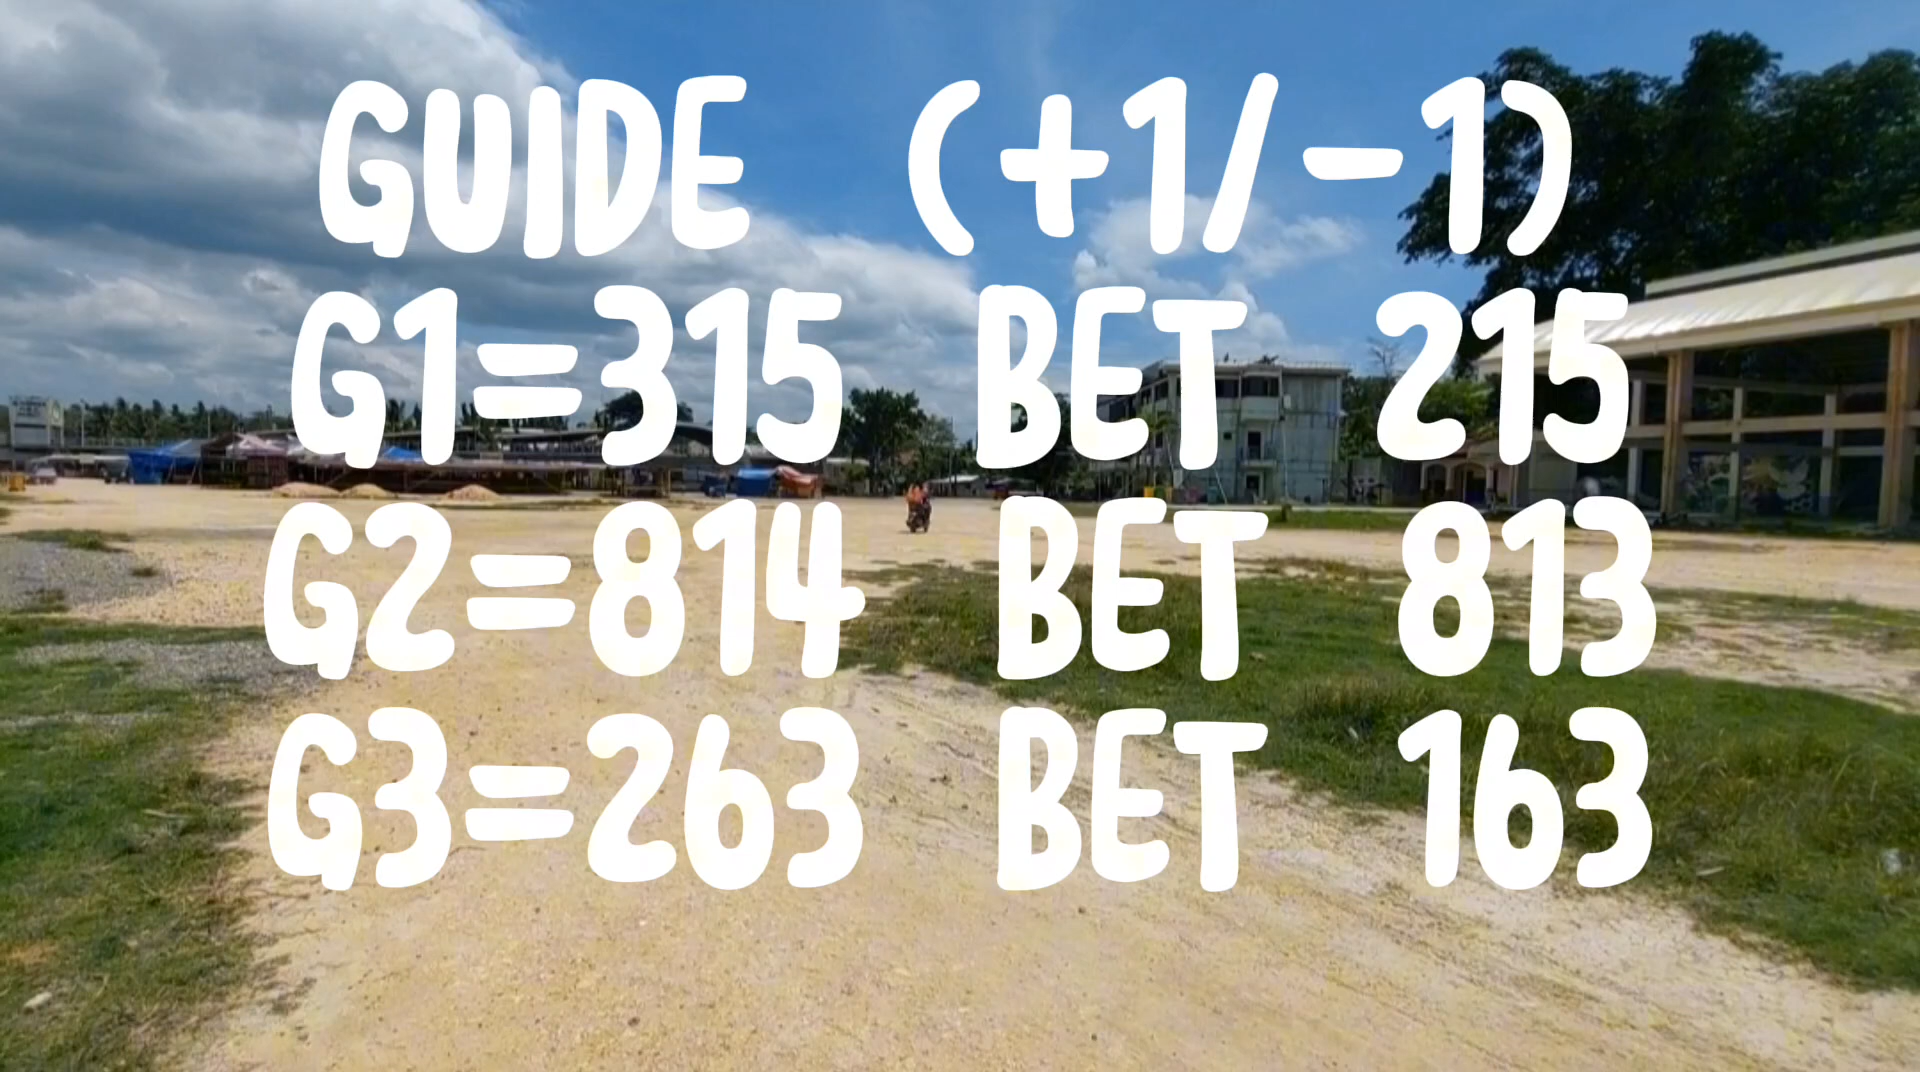 GUIDE (+1/-1)
G1=315 BET 215
G2=814 BET 813
G3=263 BET 163